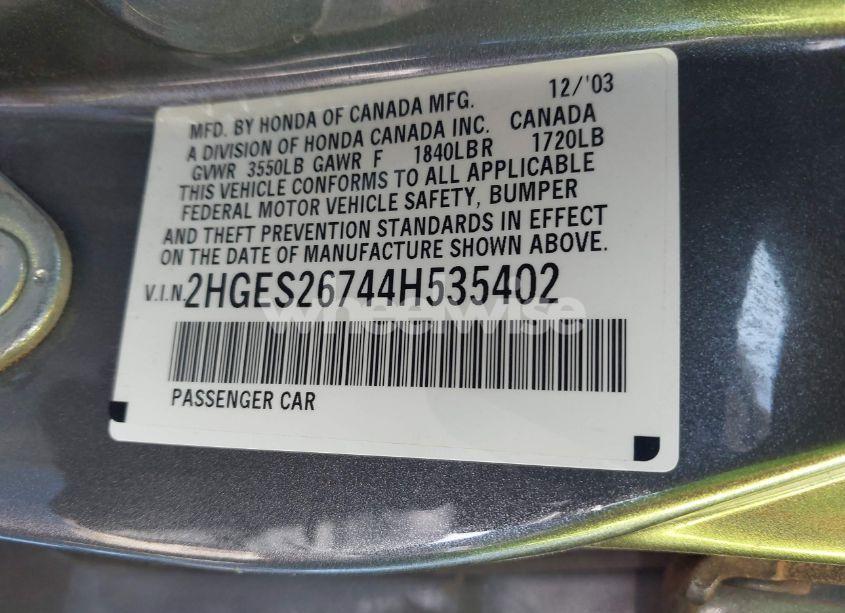 12/'03
MFD. BY HONDA OF CANADA MFG.
A DIVISION OF HONDA CANADA INC. CANADA
GVWR 3550LB GAWR F 1840LBR 1720LB
THIS VEHICLE CONFORMS TO ALL APPLICABLE
FEDERAL MOTOR VEHICLE SAFETY, BUMPER
AND THEFT PREVENTION STANDARDS IN EFFECT
ON THE DATE OF MANUFACTURE SHOWN ABOVE.
V.I.N. 2HGES26744H535402
wheelwise
PASSENGER CAR